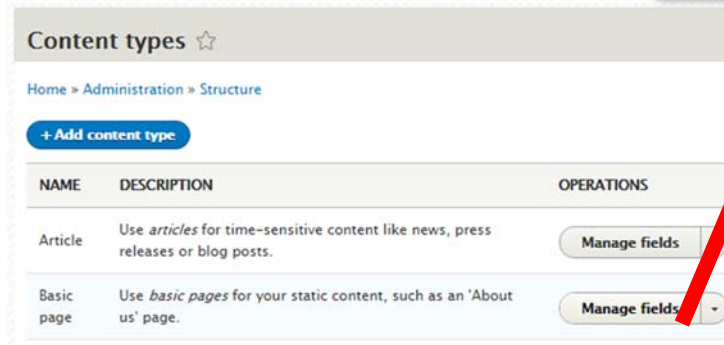 Content types
Home » Administration » Structure
+ Add content type
NAME DESCRIPTION OPERATIONS
Article Use articles for time-sensitive content like news, press
releases or blog posts. Manage fields
Basic
page Use basic pages for your static content, such as an 'About
us' page. Manage fields